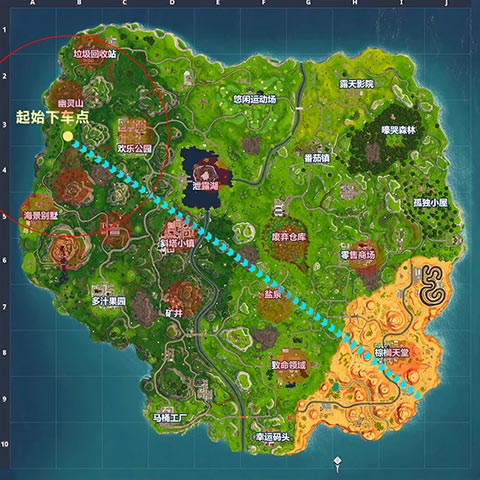 A B C D E F G H I J
1
垃圾回收站
2
露天影院
幽灵山
悠闲运动场
起始下车点
3
嚎哭森林
欢乐公园
番茄镇
4
泄露湖
孤独小屋
5
海景别墅
斜塔小镇
废弃仓库
6
零售商场
多汁果园
盐泉
7
矿井
8
棕榈天堂
致命领域
9
马桶工厂
10
幸运码头